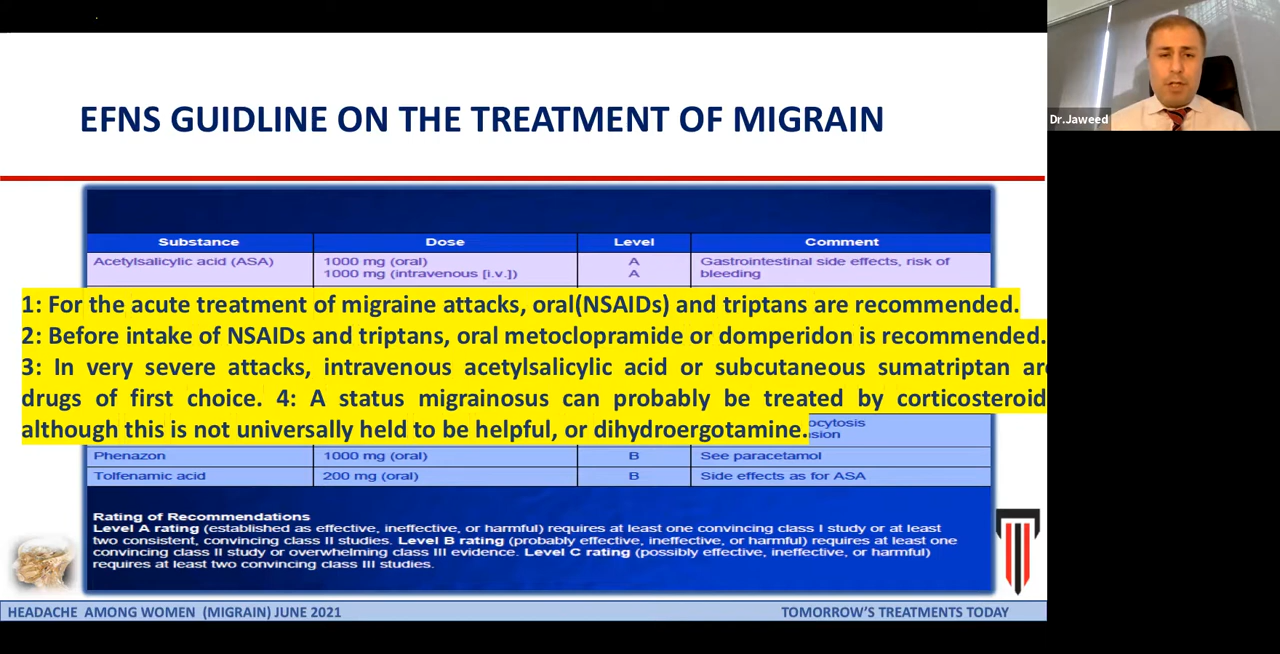 EFNS GUIDLINE ON THE TREATMENT OF MIGRAIN
Dr.Jaweed
Substance Dose Level Comment
Acetylsalicylic acid (ASA) 1000 mg (oral) A Gastrointestinal side effects, risk of
1000 mg (intravenous [i.v.]) A bleeding
1: For the acute treatment of migraine attacks, oral(NSAIDs) and triptans are recommended.
2: Before intake of NSAIDs and triptans, oral metoclopramide or domperidon is recommended.
3: In very severe attacks, intravenous acetylsalicylic acid or subcutaneous sumatriptan are
drugs of first choice. 4: A status migrainosus can probably be treated by corticosteroid
although this is not universally held to be helpful, or dihydroergotamine.
Phenazon 1000 mg (oral) B See paracetamol
Tolfenamic acid 200 mg (oral) B Side effects as for ASA
Rating of Recommendations
Level A rating (established as effective, ineffective, or harmful) requires at least one convincing class I study or at least
two consistent, convincing class II studies. Level B rating (probably effective, ineffective, or harmful) requires at least one
convincing class II study or overwhelming class III evidence. Level C rating (possibly effective, ineffective, or harmful)
requires at least two convincing class III studies.
HEADACHE AMONG WOMEN (MIGRAIN) JUNE 2021
TOMORROW'S TREATMENTS TODAY